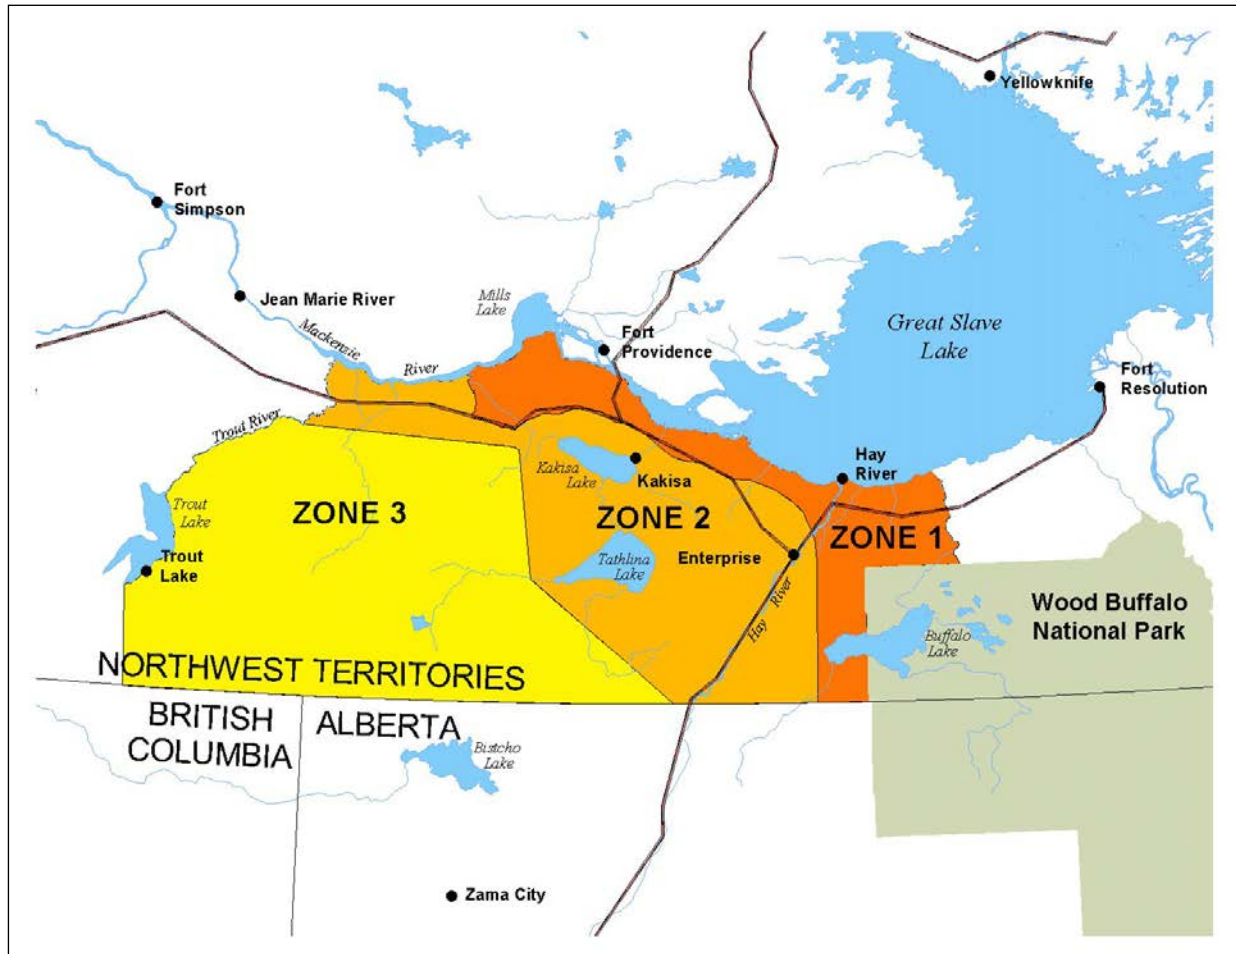 Yellowknife
Fort
Simpson
Jean Marie River
Mills
Lake
Mackenzie
River
Fort
Providence
Great Slave
Lake
Fort
Resolution
Trout River
Hay
River
Kakisa
Lake
Kakisa
Trout
Lake
ZONE 3
ZONE 2
ZONE 1
Trout
Lake
Tathlina
Lake
Enterprise
Hay
River
Wood Buffalo
National Park
Buffalo
Lake
NORTHWEST TERRITORIES
BRITISH
COLUMBIA
ALBERTA
Bistcho
Lake
Zama City